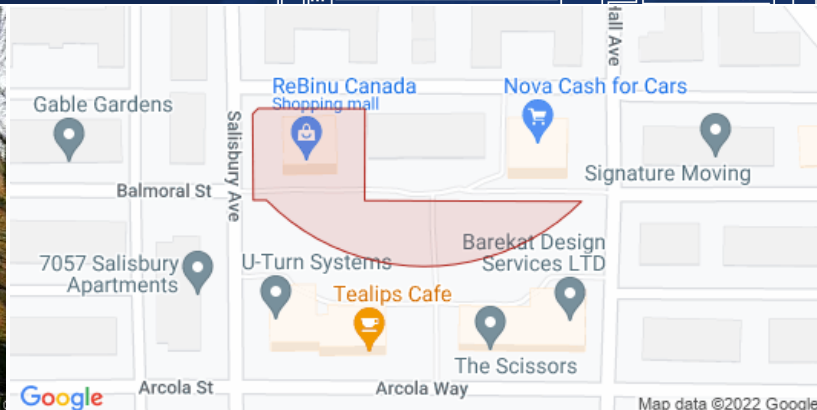 Hall Ave
ReBinu Canada
Shopping mall
Nova Cash for Cars
Gable Gardens
Salisbury Ave
Signature Moving
Balmoral St
Barekat Design
Services LTD
7057 Salisbury
Apartments
U-Turn Systems
Tealips Cafe
The Scissors
Arcola St
Arcola Way
Google
Map data ©2022 Google